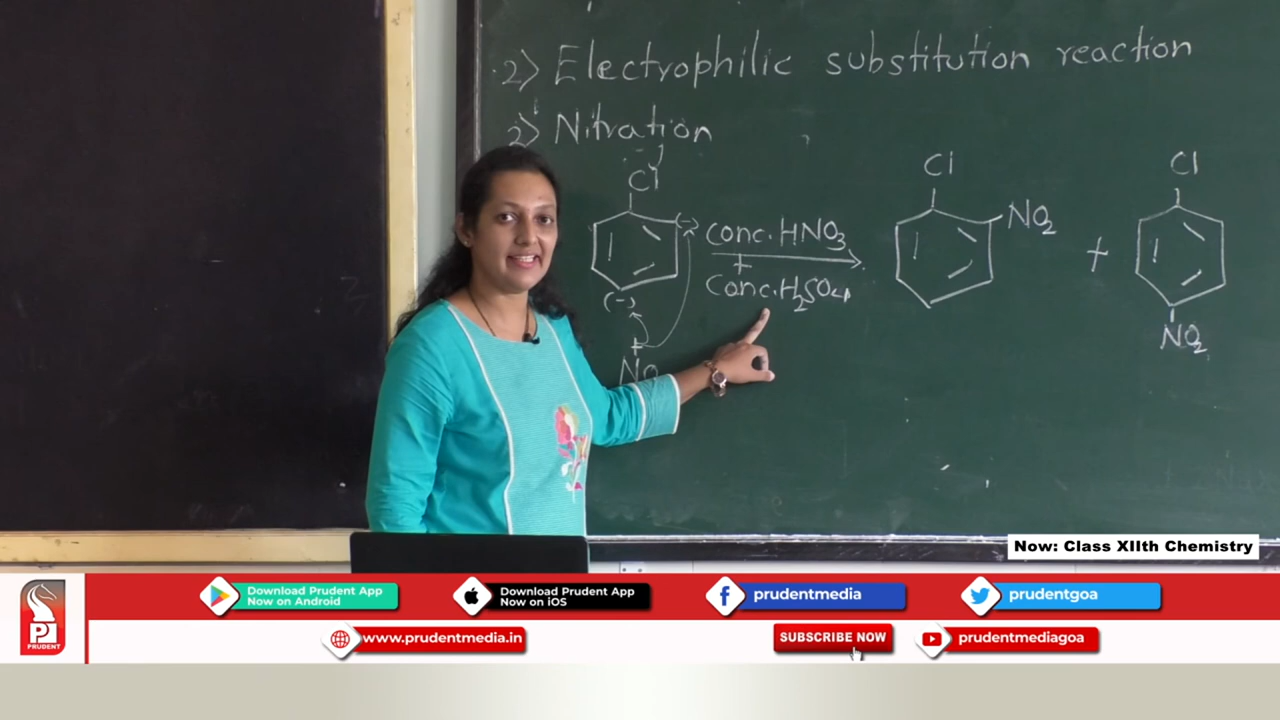 2) Electrophilic substitution reaction
2) Nitration
Cl
(-)
(-)
+
NO
conc. HNO3
+
Conc. H2SO4
Cl
NO2
+
Cl
NO2
Now: Class XIIth Chemistry
Download Prudent App
Now on Android
Download Prudent App
Now on iOS
prudentmedia
prudentgoa
PRUDENT
www.prudentmedia.in
SUBSCRIBE NOW
prudentmediagoa